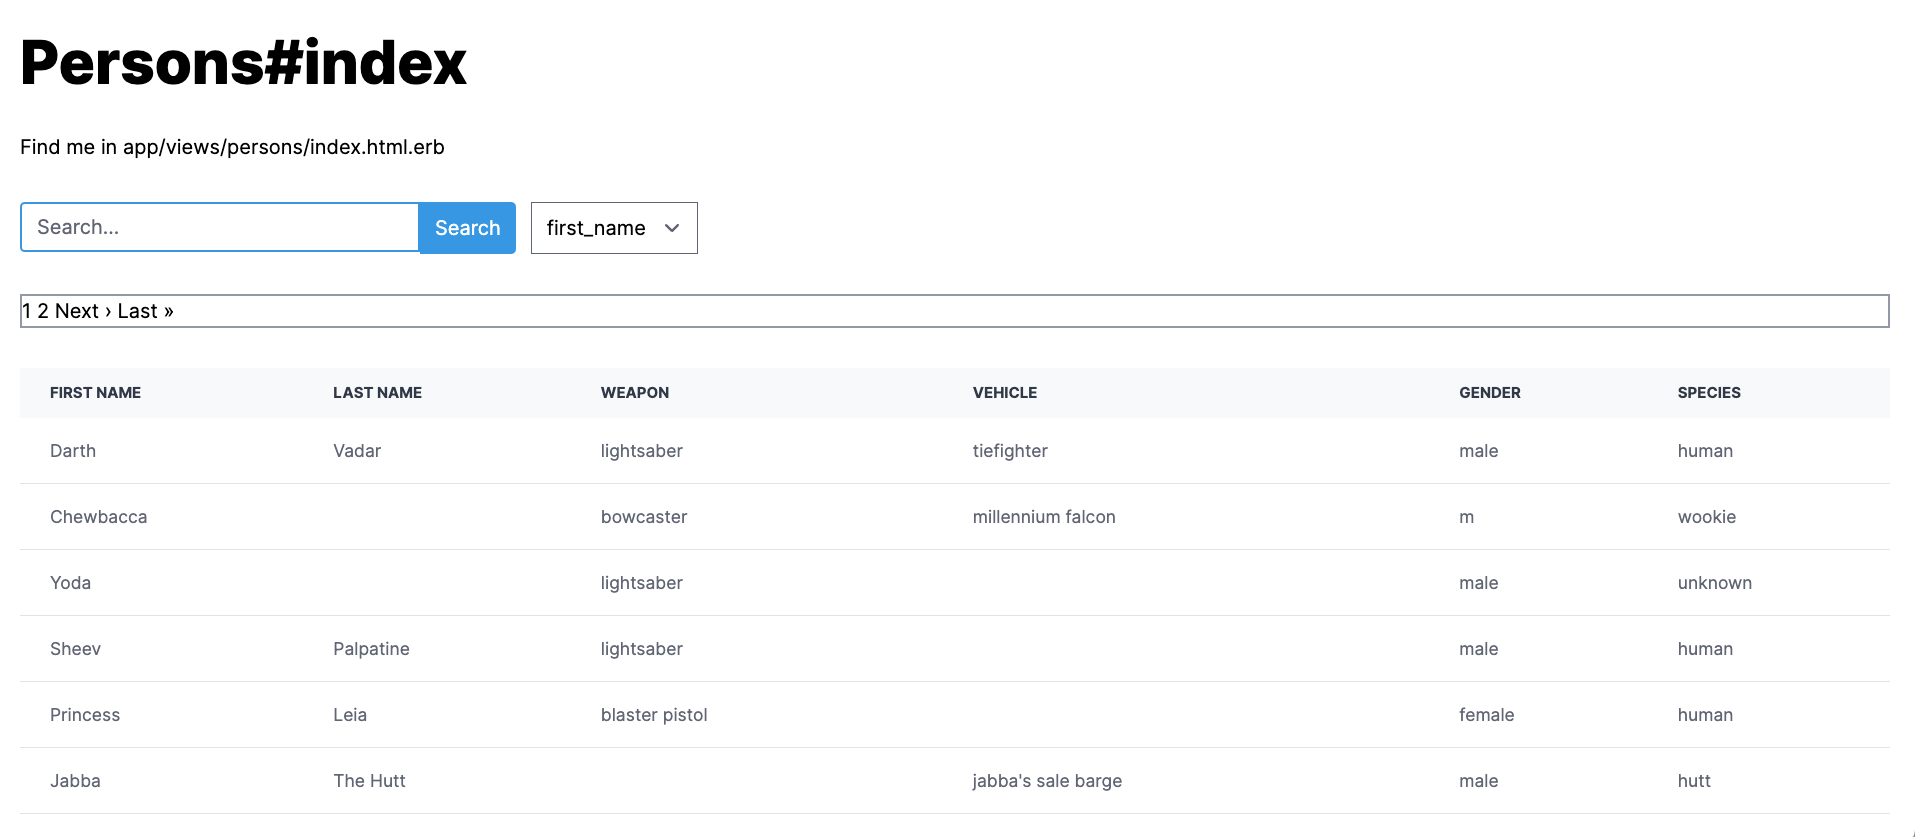 Persons#index
Find me in app/views/persons/index.html.erb
Search... Search first_name
1 2 Next › Last »
FIRST NAME LAST NAME WEAPON VEHICLE GENDER SPECIES
Darth Vadar lightsaber tiefighter male human
Chewbacca bowcaster millennium falcon m wookie
Yoda lightsaber male unknown
Sheev Palpatine lightsaber male human
Princess Leia blaster pistol female human
Jabba The Hutt jabba's sale barge male hutt